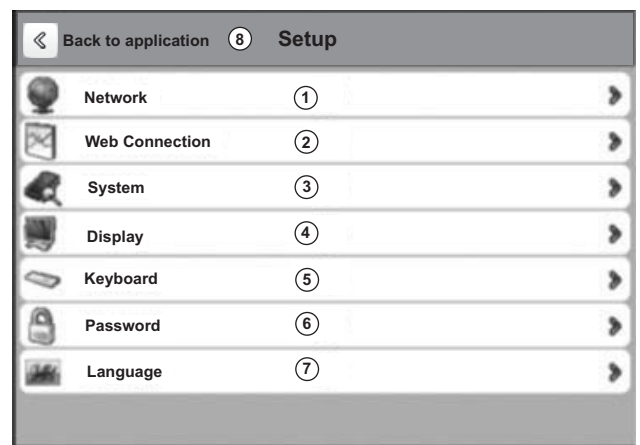 Back to application 8 Setup
Network 1
Web Connection 2
System 3
Display 4
Keyboard 5
Password 6
Language 7